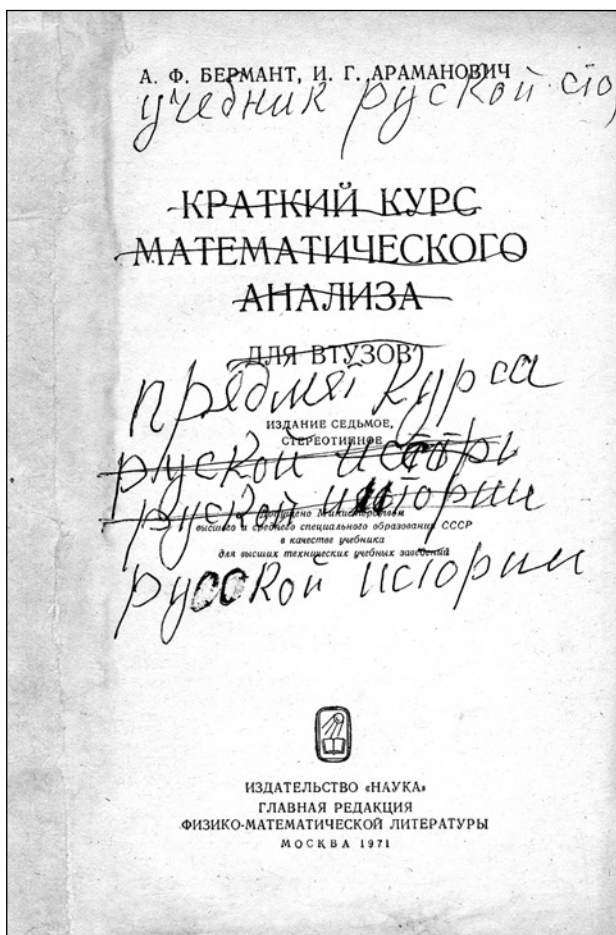 А. Ф. БЕРМАНТ, И. Г. АРАМАНОВИЧ
учебник руской
КРАТКИЙ КУРС
МАТЕМАТИЧЕСКОГО
АНАЛИЗА
ДЛЯ ВТУЗОВ
предмет курса
ИЗДАНИЕ СЕДЬМОЕ,
СТЕРЕОТИПНОЕ
руской
руской истории
Допущено Министерством
высшего и среднего специального образования СССР
в качестве учебника
для высших технических учебных заведений
русской истории
ИЗДАТЕЛЬСТВО «НАУКА»
ГЛАВНАЯ РЕДАКЦИЯ
ФИЗИКО-МАТЕМАТИЧЕСКОЙ ЛИТЕРАТУРЫ
МОСКВА 1971